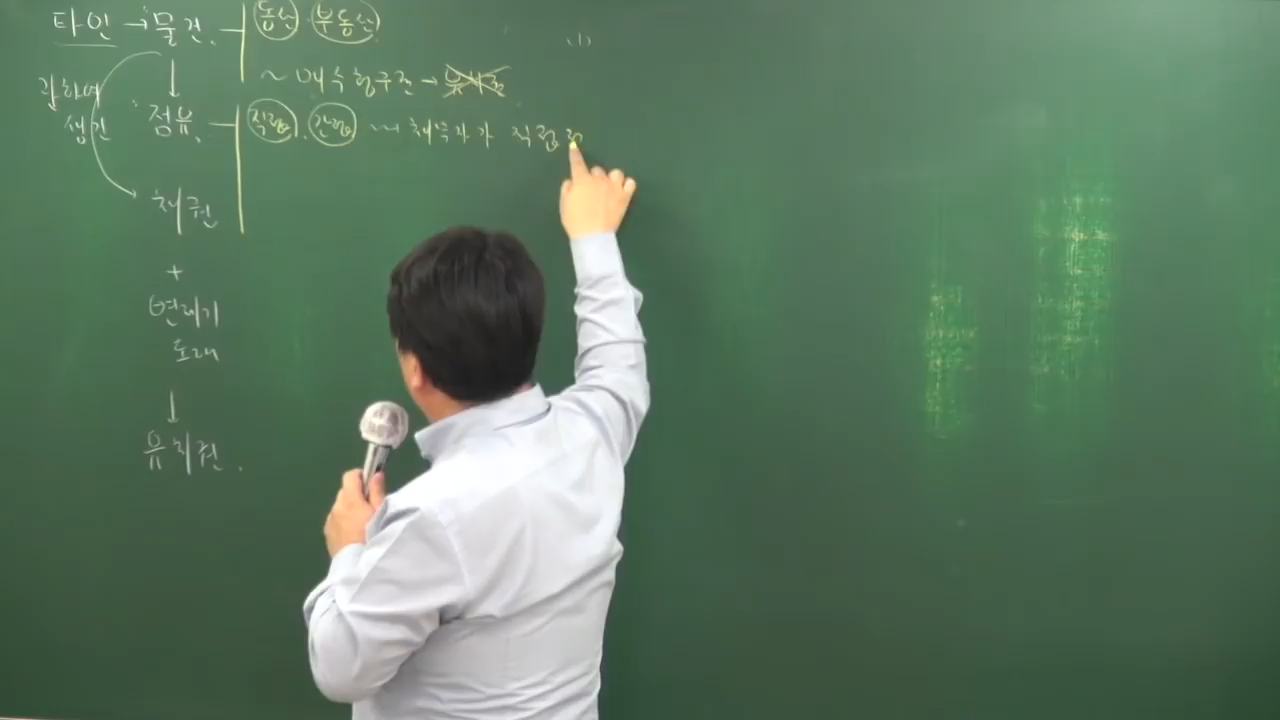 타인 → 물건. 동산 부동산
관하여 생긴
~ 매수청구권 → 유치권
점유. 직접. 간접 ~ 채무자가 직접
채권
+
변제기
도래
↓
유치권.